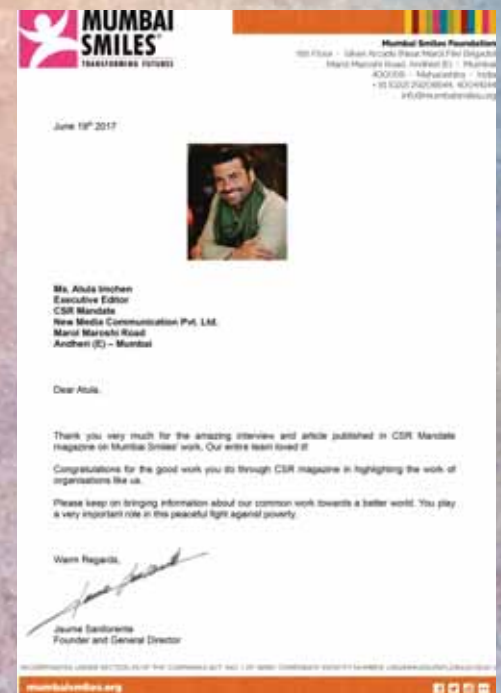 MUMBAI
SMILES
TRANSFORMING FUTURES
Mumbai Smiles Foundation
June 19th 2017
Ms. Atula Imchen
Executive Editor
CSR Mandate
New Media Communication Pvt. Ltd.
Marol Maroshi Road
Andheri (E) – Mumbai
Dear Atula,
Thank you very much for the amazing interview and article published in CSR Mandate
magazine on Mumbai Smiles' work. Our entire team loved it!
Congratulations for the good work you do through CSR magazine in highlighting the work of
organisations like us.
Please keep on bringing information about our common work towards a better world. You play
a very important role in this peaceful fight against poverty.
Warm Regards,
Jaume Sanllorente
Founder and General Director
mumbaismiles.org